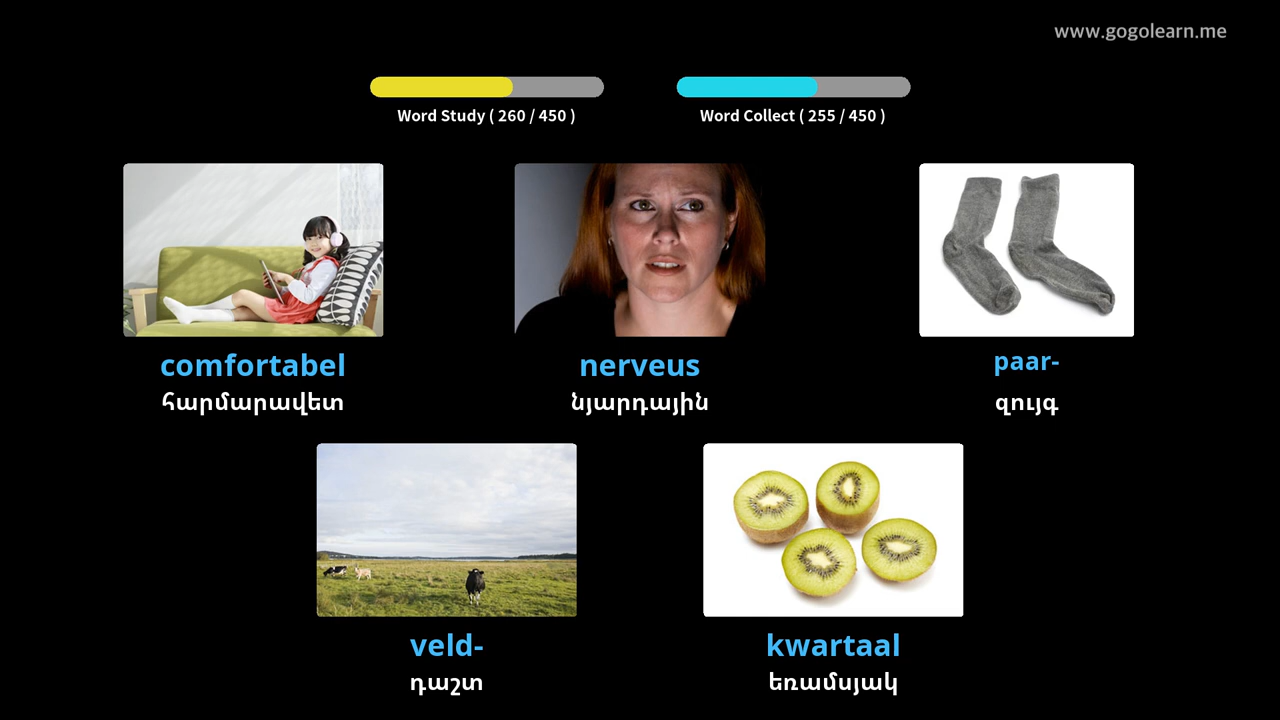 www.gogolearn.me
Word Study ( 260 / 450 )
Word Collect ( 255 / 450 )
comfortabel
հարմարավետ
nerveus
նյարդային
paar-
զույգ
veld-
դաշտ
kwartaal
եռամսյակ